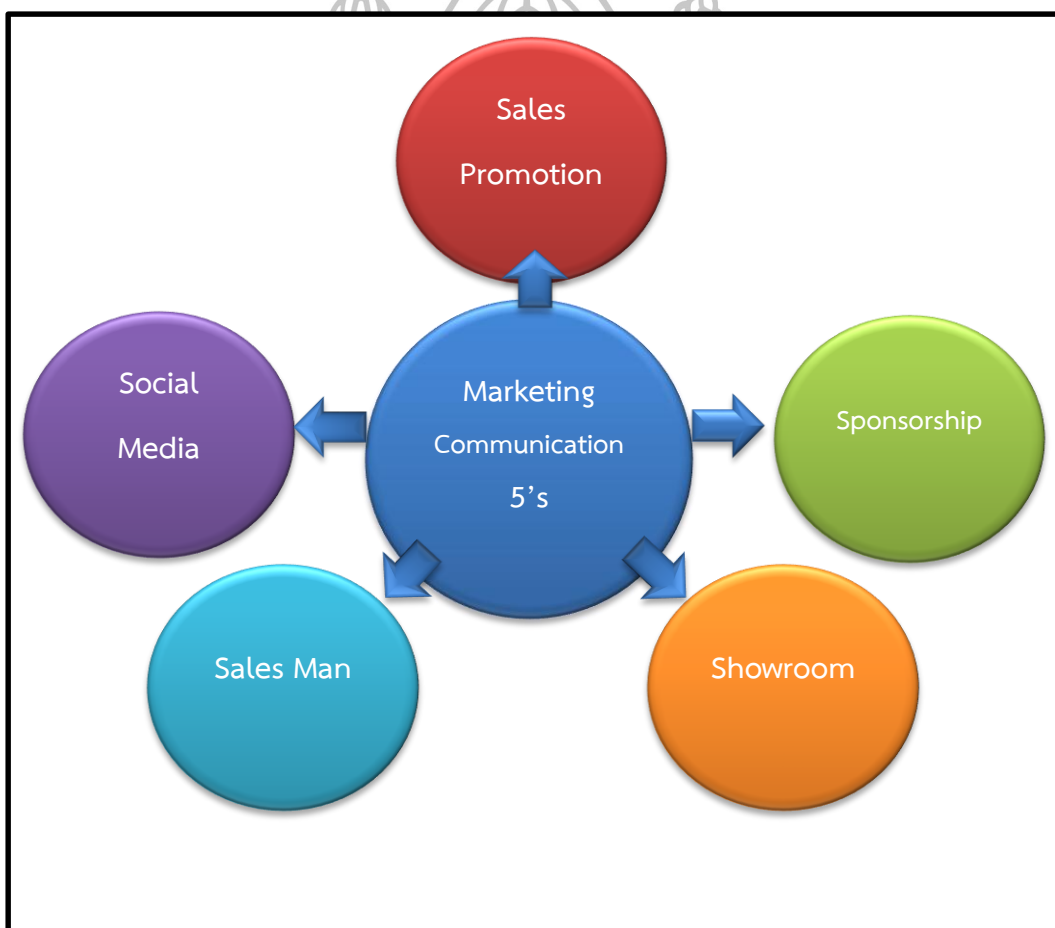 Sales
Promotion
Social
Media
Marketing
Communication
5’s
Sponsorship
Sales Man
Showroom